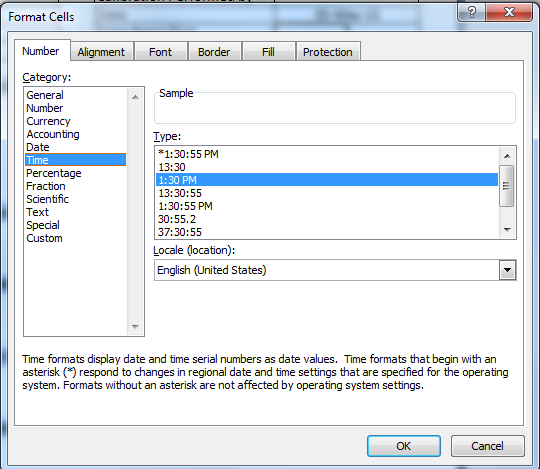 Format Cells
Number Alignment Font Border Fill Protection
Category:
General
Number
Currency
Accounting
Date
Time
Percentage
Fraction
Scientific
Text
Special
Custom
Sample
Type:
*1:30:55 PM
13:30
1:30 PM
13:30:55
1:30:55 PM
30:55.2
37:30:55
Locale (location):
English (United States)
Time formats display date and time serial numbers as date values. Time formats that begin with an
asterisk (*) respond to changes in regional date and time settings that are specified for the operating
system. Formats without an asterisk are not affected by operating system settings.
OK Cancel